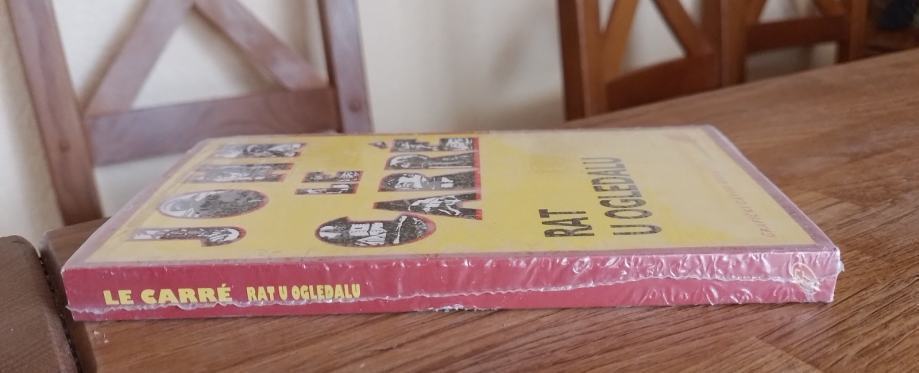 JOHN
LE
CARRÉ
RAT
U OGLEDALU
LE CARRÉ RAT U OGLEDALU